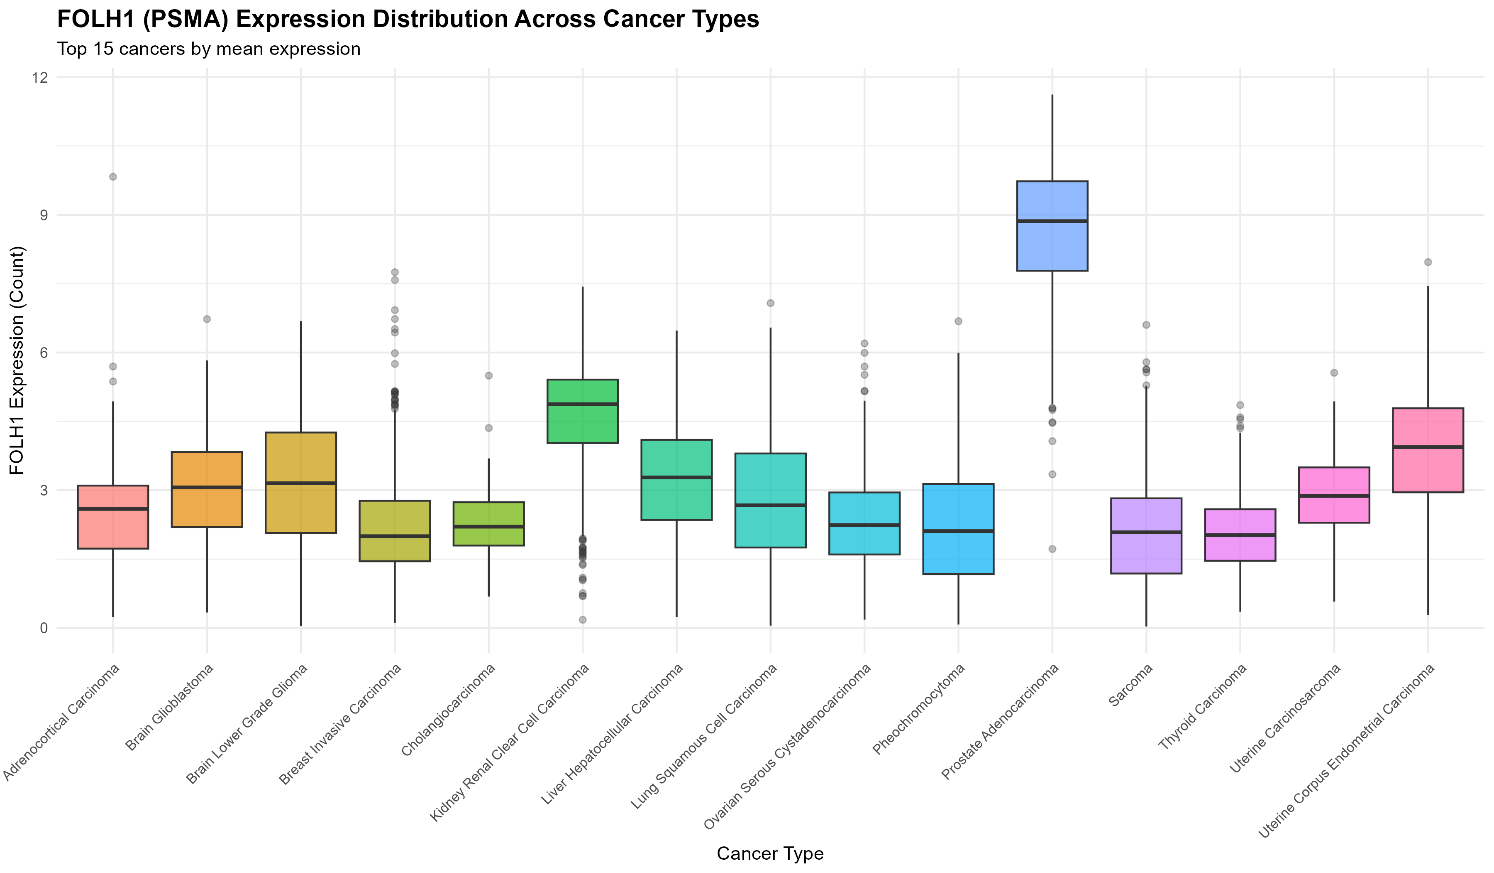 FOLH1 (PSMA) Expression Distribution Across Cancer Types
Top 15 cancers by mean expression
FOLH1 Expression (Count)
12
9
6
3
0
Adrenocortical Carcinoma
Brain Glioblastoma
Brain Lower Grade Glioma
Breast Invasive Carcinoma
Cholangiocarcinoma
Kidney Renal Clear Cell Carcinoma
Liver Hepatocellular Carcinoma
Lung Squamous Cell Carcinoma
Ovarian Serous Cystadenocarcinoma
Pheochromocytoma
Prostate Adenocarcinoma
Sarcoma
Thyroid Carcinoma
Uterine Carcinosarcoma
Uterine Corpus Endometrial Carcinoma
Cancer Type